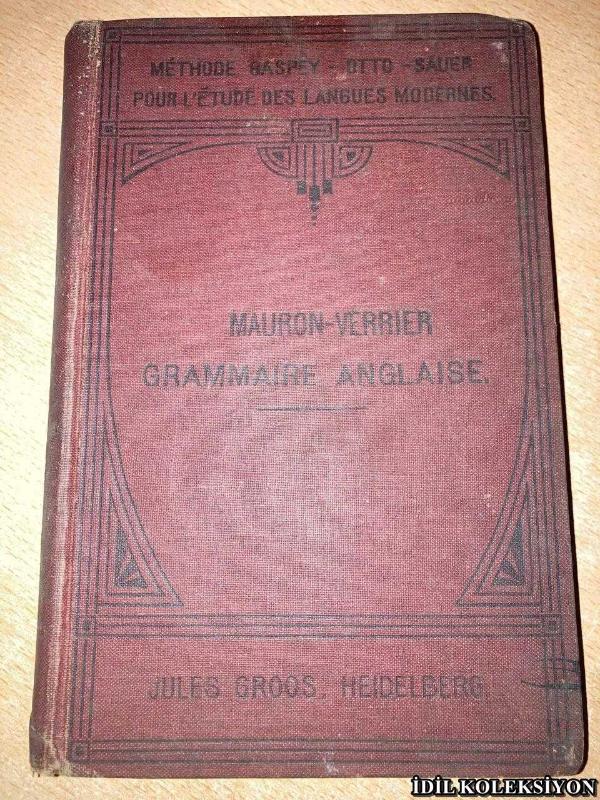 MÉTHODE GASPEY - OTTO - SAUER
POUR L'ÉTUDE DES LANGUES MODERNES.
MAURON-VERRIER
GRAMMAIRE ANGLAISE.
JULES GROOS, HEIDELBERG.
İDİL KOLEKSİYON